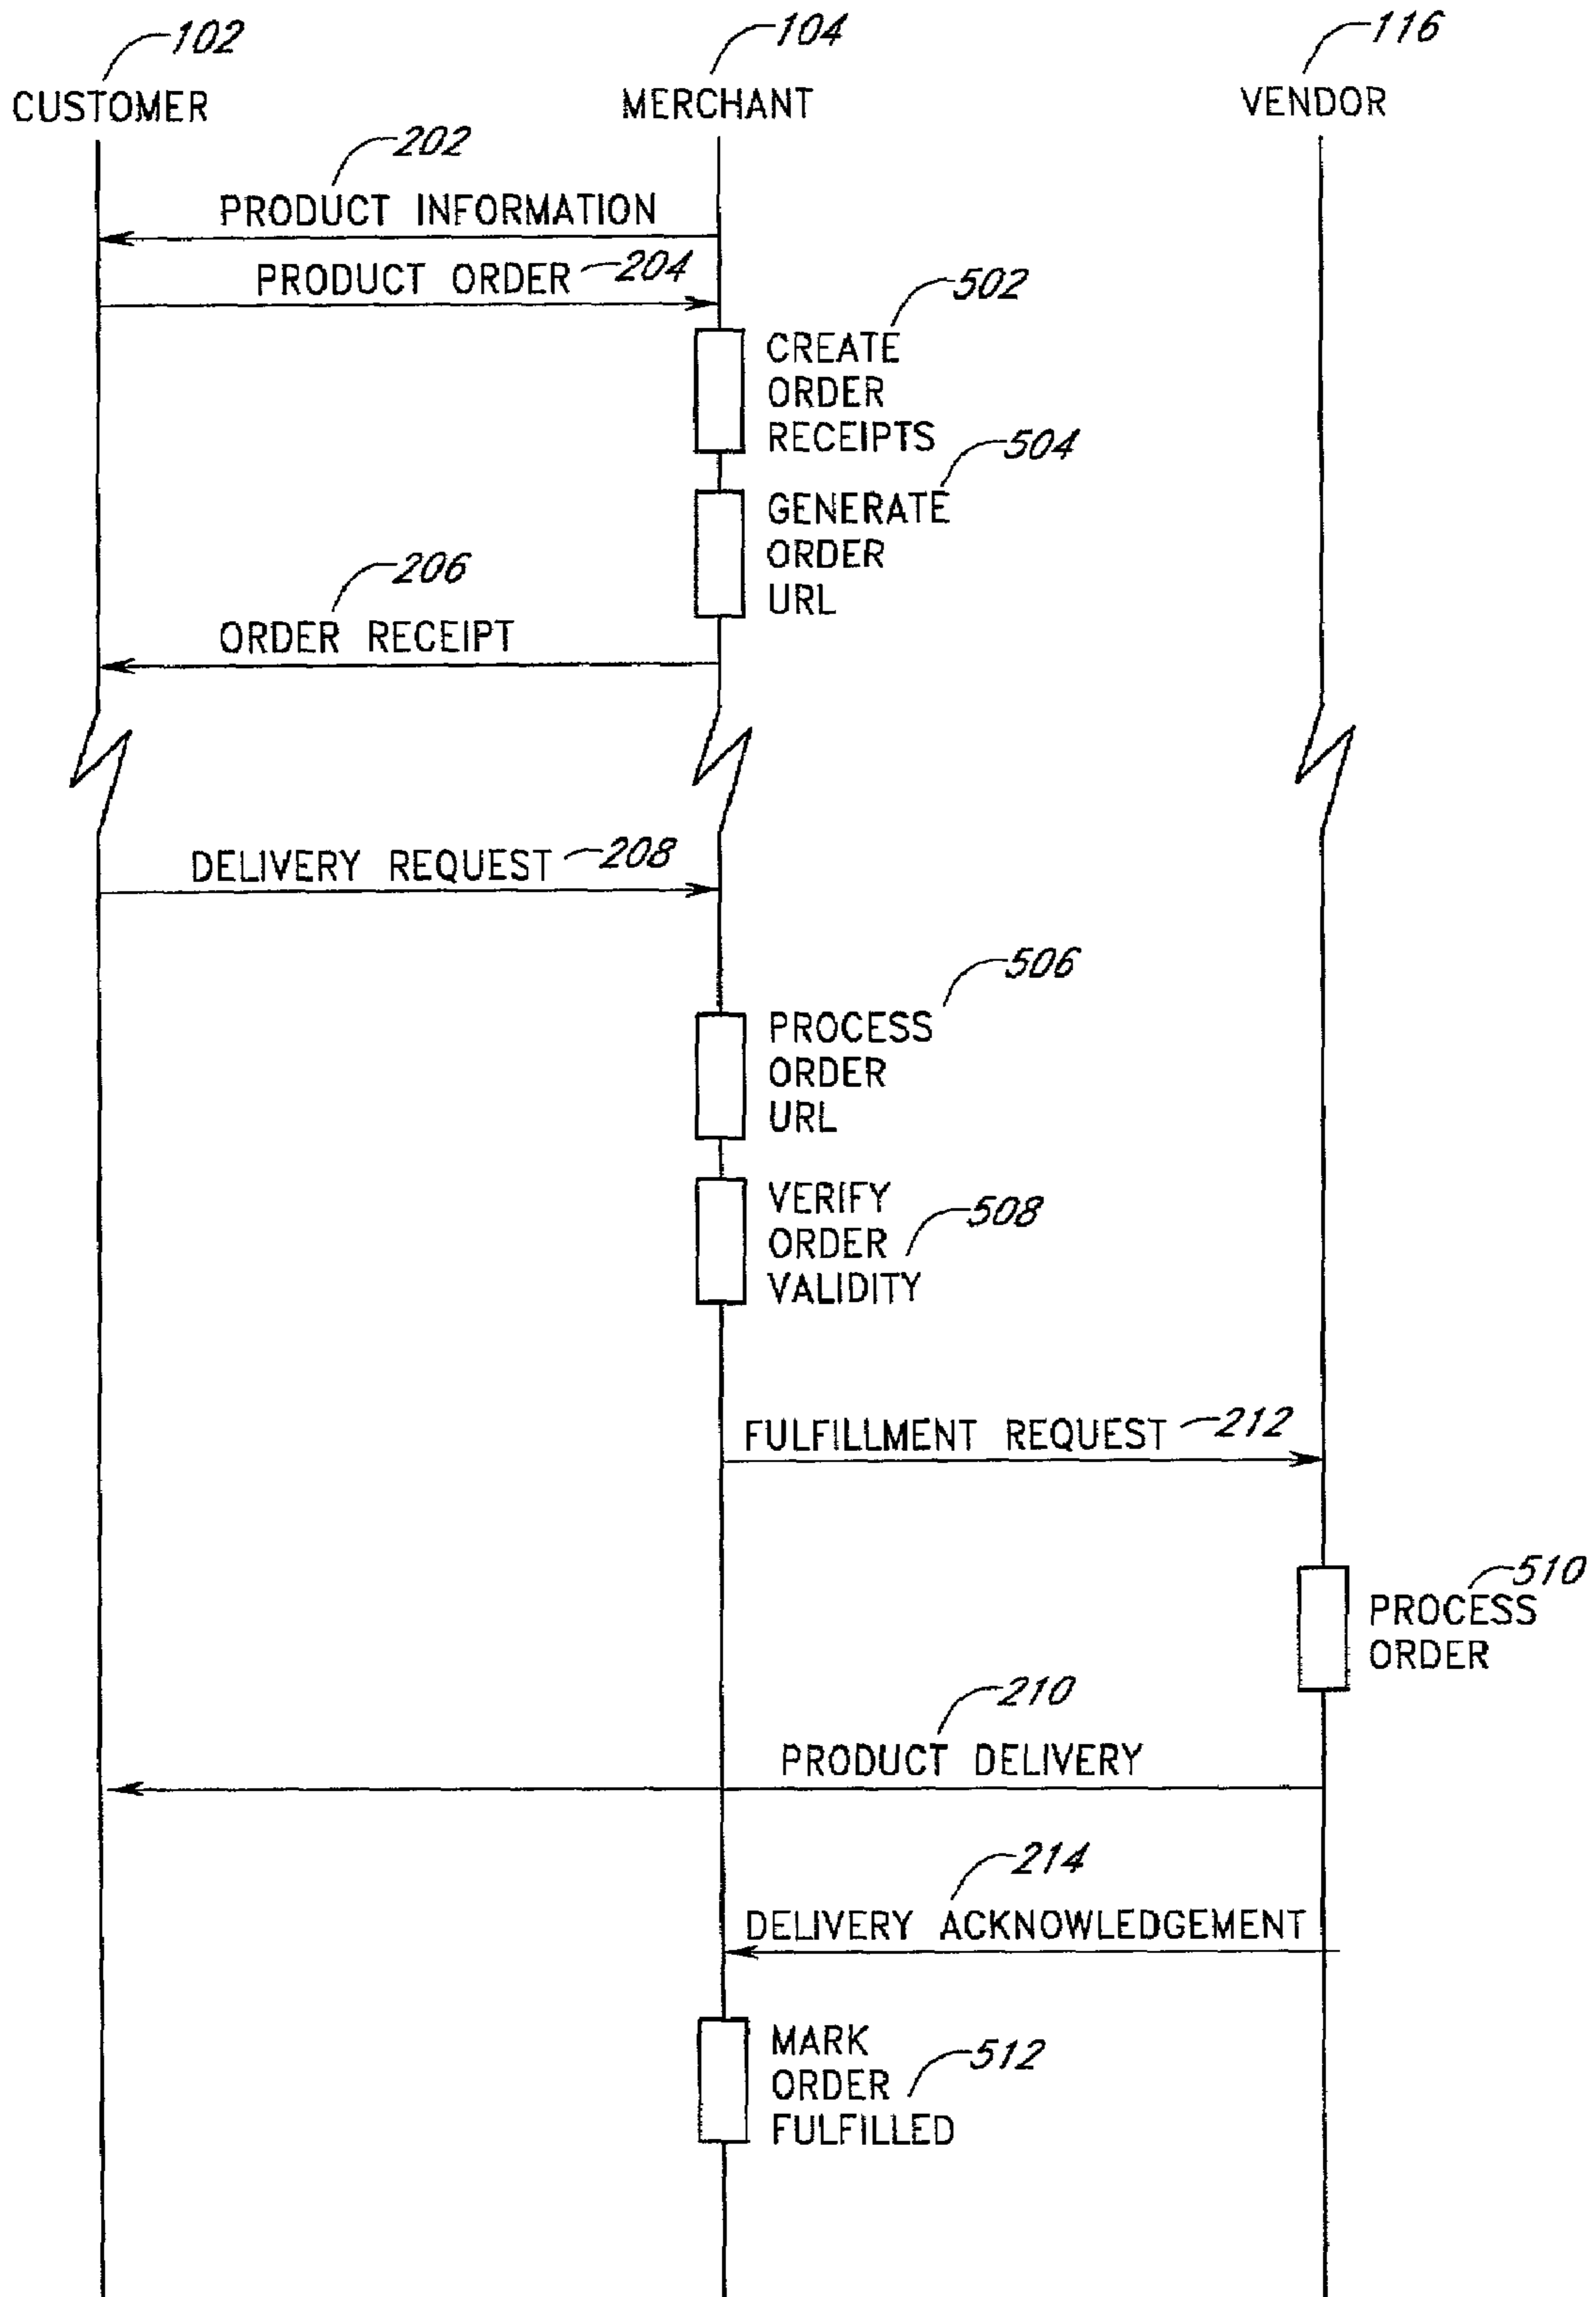 102
104
116
CUSTOMER
MERCHANT
VENDOR
202
PRODUCT INFORMATION
PRODUCT ORDER 204
502
CREATE
ORDER
RECEIPTS
504
GENERATE
ORDER
URL
206
ORDER RECEIPT
DELIVERY REQUEST 208
506
PROCESS
ORDER
URL
VERIFY
ORDER
VALIDITY
508
FULFILLMENT REQUEST 212
510
PROCESS
ORDER
210
PRODUCT DELIVERY
214
DELIVERY ACKNOWLEDGEMENT
MARK
ORDER
FULFILLED
512